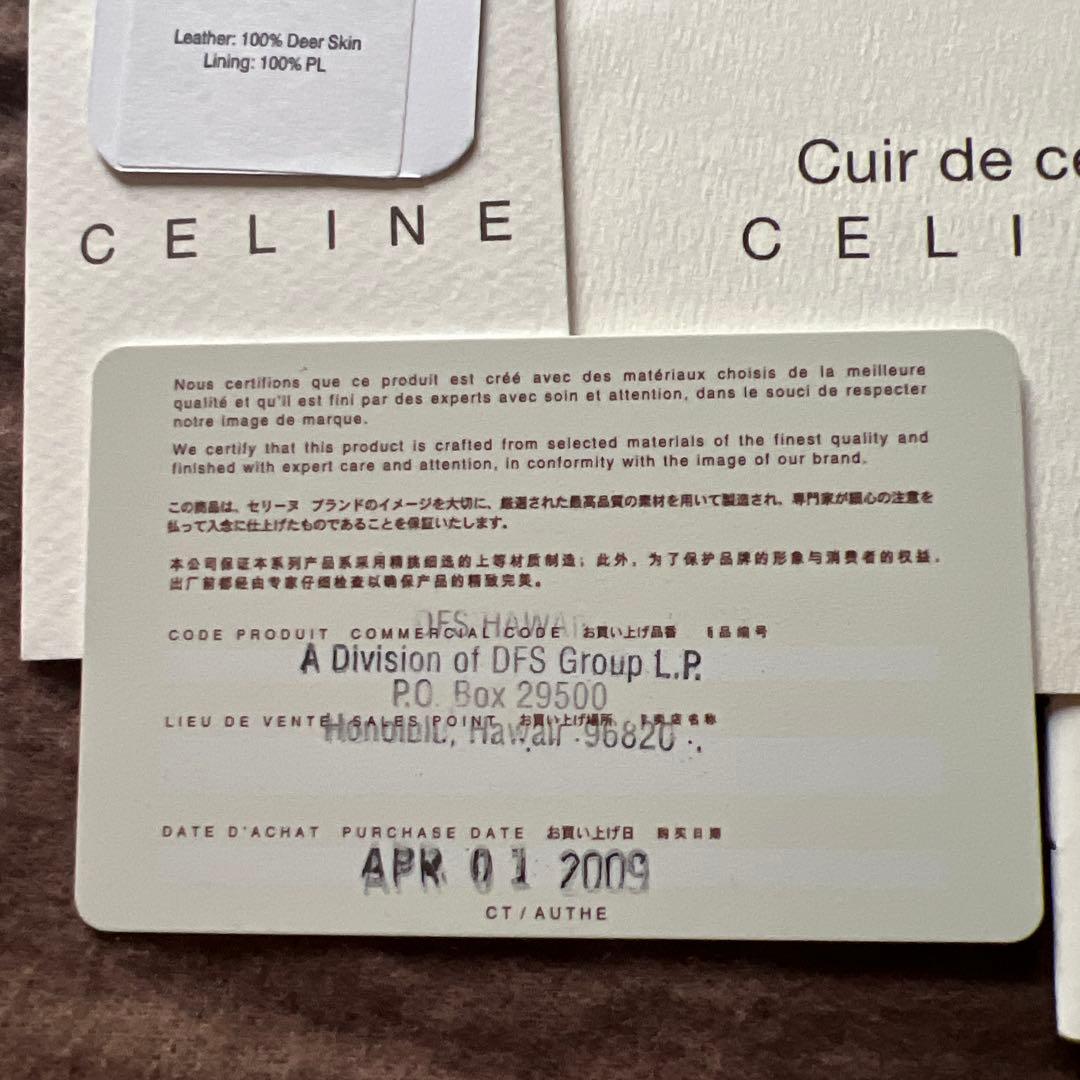 Leather: 100% Deer Skin
Lining: 100% PL
CELINE
Cuir de ce
CELI
Nous certifions que ce produit est créé avec des matériaux choisis de la meilleure
qualité et qu'il est fini par des experts avec soin et attention, dans le souci de respecter
notre image de marque.
We certify that this product is crafted from selected materials of the finest quality and
finished with expert care and attention, in conformity with the image of our brand.
この商品は、セリーヌ ブランドのイメージを大切に、厳選された最高品質の素材を用いて製造され、専門家が細心の注意を
払って入念に仕上げたものであることを保証いたします。
本公司保证本系列产品系采用精挑细选的上等材质制造；此外，为了保护品牌的形象与消费者的权益，
出厂前都经由专家仔细检查以确保产品的精致完美。
DFS HAWAI
CODE PRODUIT COMMERCIAL CODE お買い上げ品番 品编号
A Division of DFS Group L.P.
P.O. Box 29500
LIEU DE VENTE SALES POINT お買い上げ場所 店名称
Honolulu, Hawaii 96820
DATE D'ACHAT PURCHASE DATE お買い上げ日 购买日期
APR 01 2009
CT / AUTHE